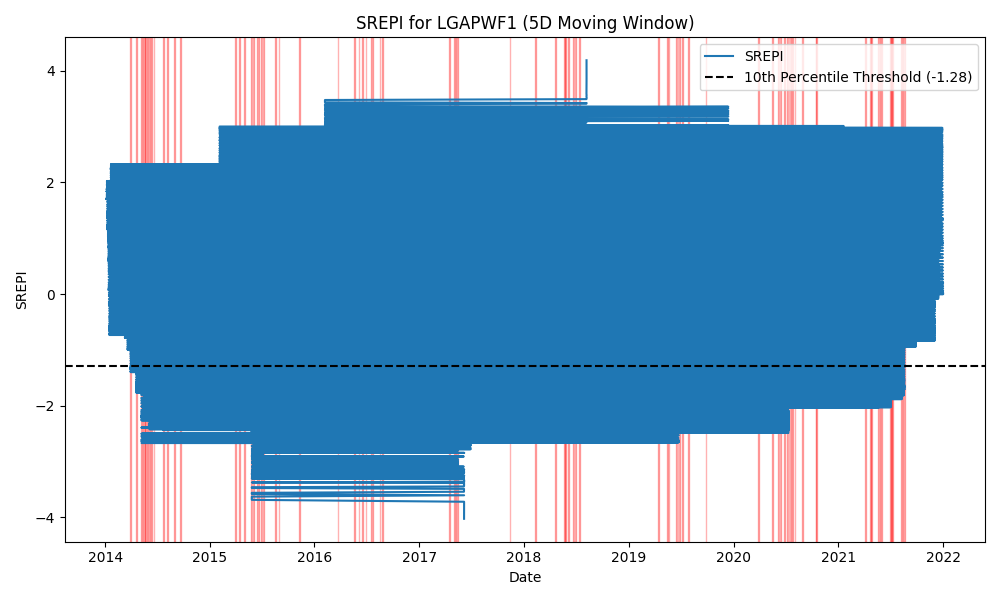 SREPI for LGAPWF1 (5D Moving Window)
SREPI
10th Percentile Threshold (-1.28)
4
2
0
−2
−4
SREPI
2014 2015 2016 2017 2018 2019 2020 2021 2022
Date